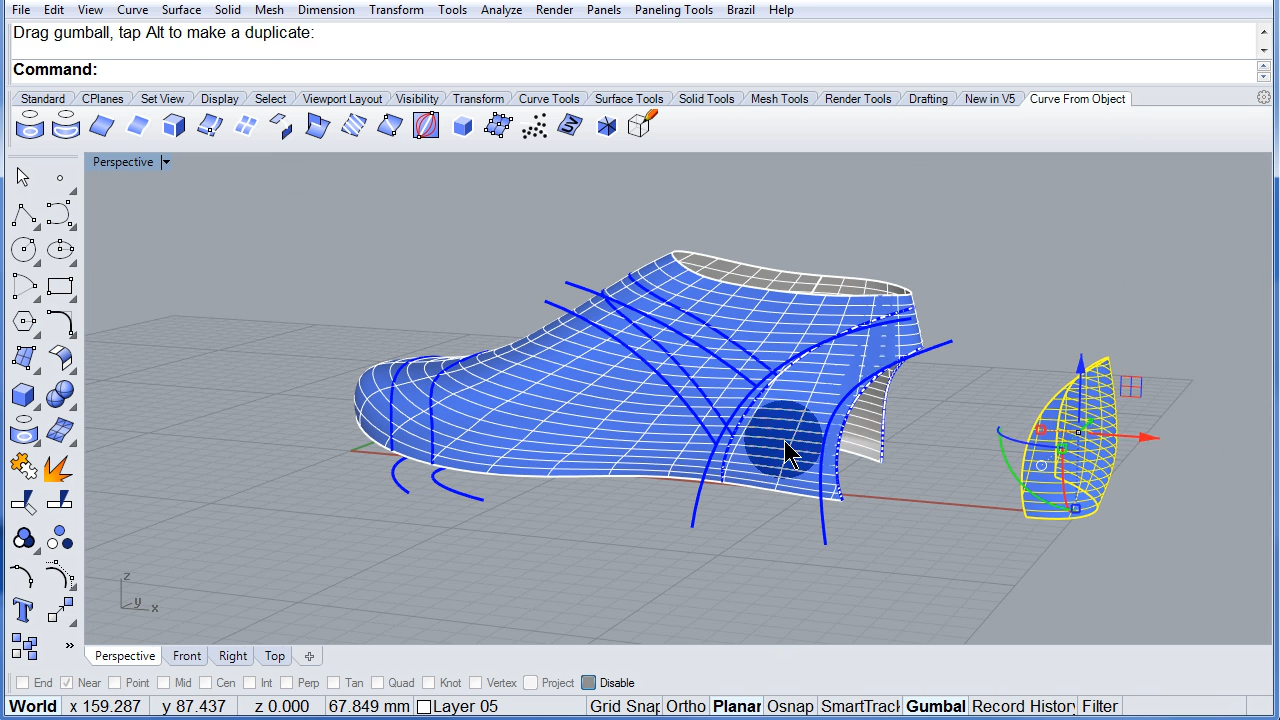 File Edit View Curve Surface Solid Mesh Dimension Transform Tools Analyze Render Panels Paneling Tools Brazil Help
Drag gumball, tap Alt to make a duplicate:
Command:
Standard CPlanes Set View Display Select Viewport Layout Visibility Transform Curve Tools Surface Tools Solid Tools Mesh Tools Render Tools Drafting New in V5 Curve From Object
Perspective
z
y
x
Perspective Front Right Top
End Near Point Mid Cen Int Perp Tan Quad Knot Vertex Project Disable
World x 159.287 y 87.437 z 0.000 67.849 mm Layer 05 Grid Snap Ortho Planar Osnap SmartTrack Gumbal Record History Filter